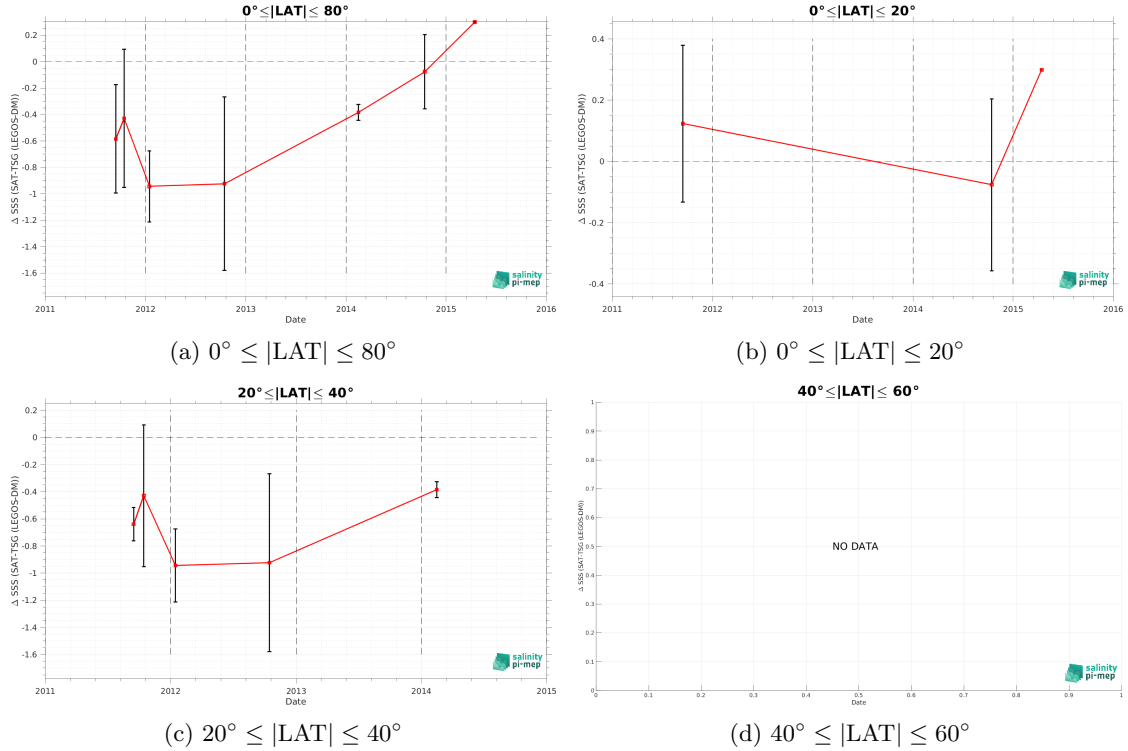 0°≤|LAT|≤ 80°
0.2
0
-0.2
-0.4
-0.6
-0.8
-1
-1.2
-1.4
-1.6
Δ SSS (SAT-TSG (LEGOS-DM))
2011
2012
2013
2014
2015
2016
Date
salinity
pi-mep
(a) 0° ≤ |LAT| ≤ 80°
0°≤|LAT|≤ 20°
0.4
0.2
0
-0.2
-0.4
Δ SSS (SAT-TSG (LEGOS-DM))
2011
2012
2013
2014
2015
2016
Date
salinity
pi-mep
(b) 0° ≤ |LAT| ≤ 20°
20°≤|LAT|≤ 40°
0.2
0
-0.2
-0.4
-0.6
-0.8
-1
-1.2
-1.4
-1.6
Δ SSS (SAT-TSG (LEGOS-DM))
2011
2012
2013
2014
2015
Date
salinity
pi-mep
(c) 20° ≤ |LAT| ≤ 40°
40°≤|LAT|≤ 60°
1
0.9
0.8
0.7
0.6
0.5
0.4
0.3
0.2
0.1
0
Δ SSS (SAT-TSG (LEGOS-DM))
NO DATA
0
0.1
0.2
0.3
0.4
0.5
0.6
0.7
0.8
0.9
1
Date
salinity
pi-mep
(d) 40° ≤ |LAT| ≤ 60°